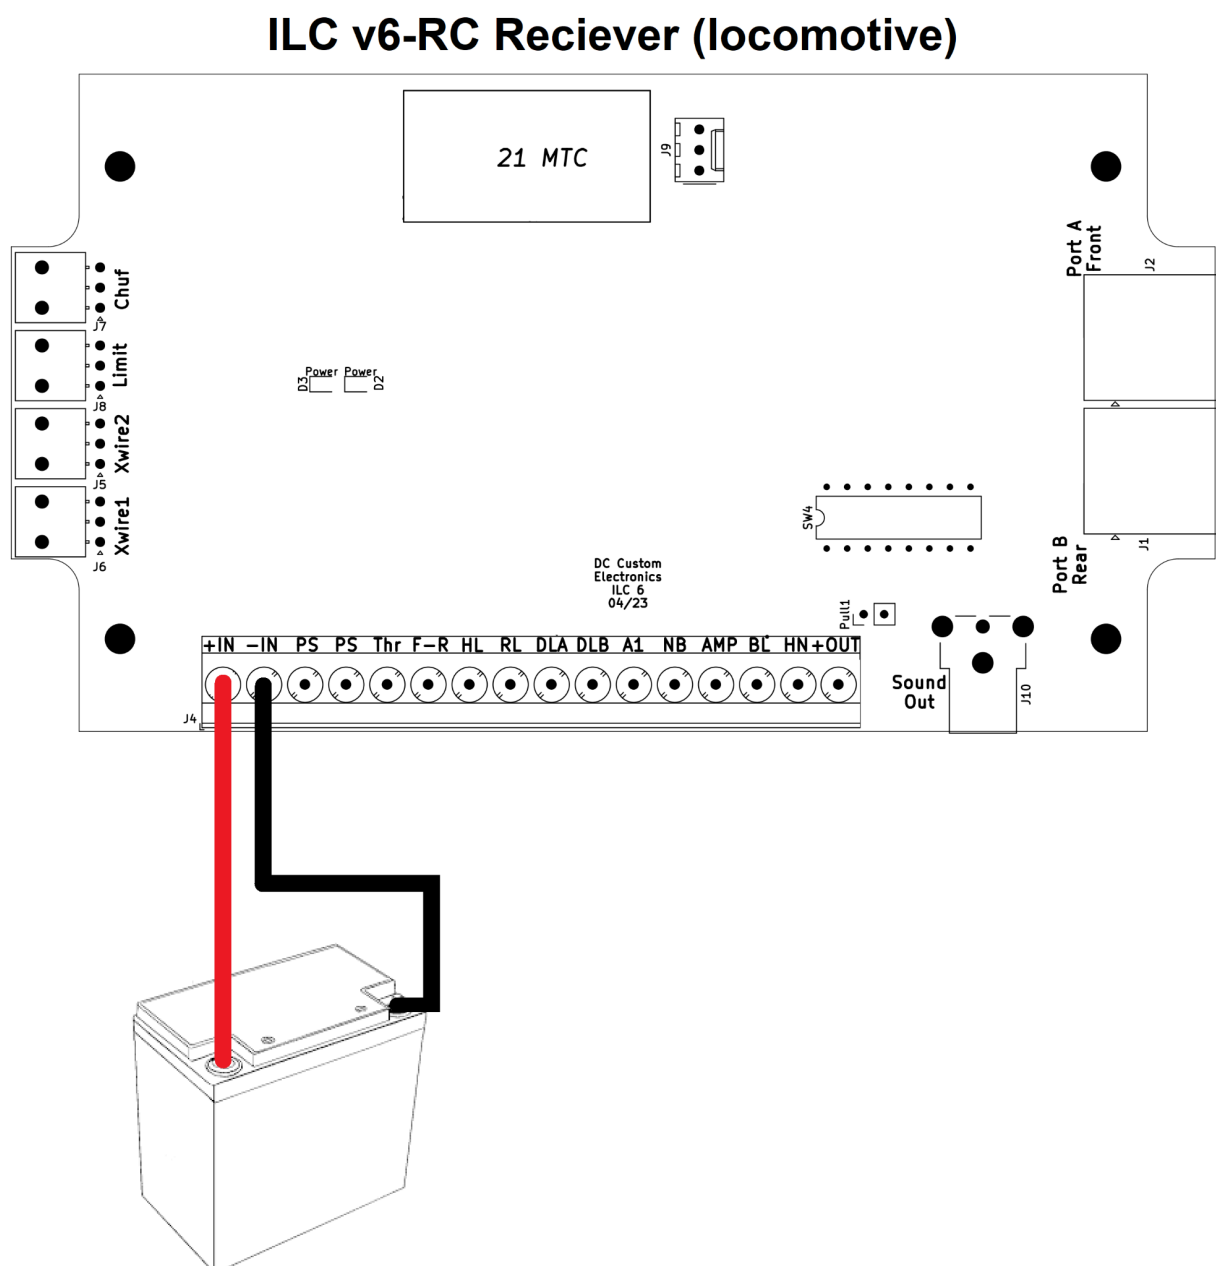 ILC v6-RC Reciever (locomotive)
21 MTC
J9
Port A
Front
J2
Chuf
J7
Limit
J8
Xwire2
J5
Xwire1
J6
Power Power
D3 D2
SW4
J1
Port B
Rear
DC Custom
Electronics
ILC 6
04/23
Pull1
+IN -IN PS PS Thr F-R HL RL DLA DLB A1 NB AMP BL HN +OUT
J4
Sound
Out
J10